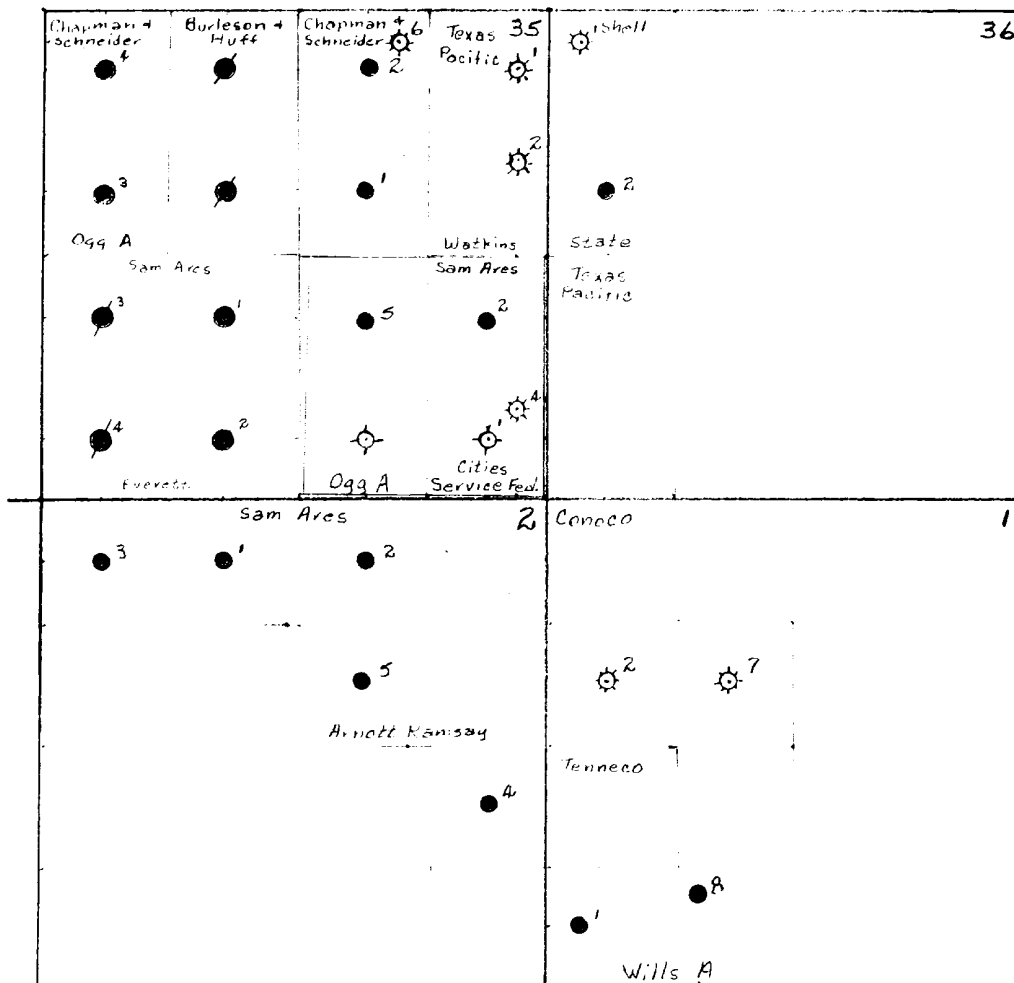 Chapman &
Schneider
Burleson &
Huff
Chapman &
Schneider
6
Texas
Pacific
35
1 Shell
36
4
2
1
2
3
1
2
Ogg A
Sam Ares
Watkins
Sam Ares
State
Texas
Pacific
3
1
5
2
4
2
4
1
Everett
Ogg A
Cities
Service Fed.
Sam Ares
2
Conoco
1
3
1
2
5
2
7
Arnott Ramsay
Tenneco
4
8
1
Wills A